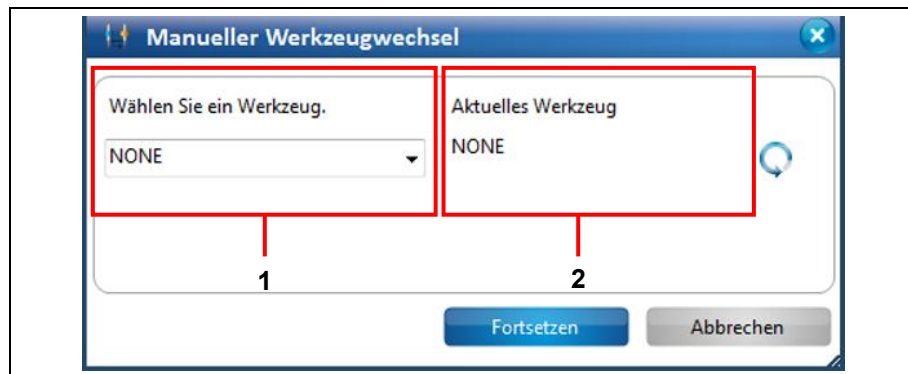 Manueller Werkzeugwechsel
Wählen Sie ein Werkzeug.
NONE
Aktuelles Werkzeug
NONE
1
2
Fortsetzen
Abbrechen